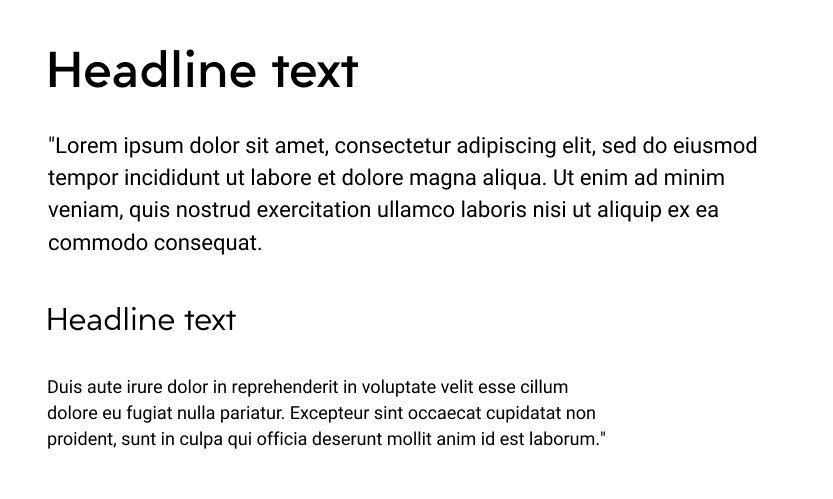 Headline text
"Lorem ipsum dolor sit amet, consectetur adipiscing elit, sed do eiusmod
tempor incididunt ut labore et dolore magna aliqua. Ut enim ad minim
veniam, quis nostrud exercitation ullamco laboris nisi ut aliquip ex ea
commodo consequat.
Headline text
Duis aute irure dolor in reprehenderit in voluptate velit esse cillum
dolore eu fugiat nulla pariatur. Excepteur sint occaecat cupidatat non
proident, sunt in culpa qui officia deserunt mollit anim id est laborum."